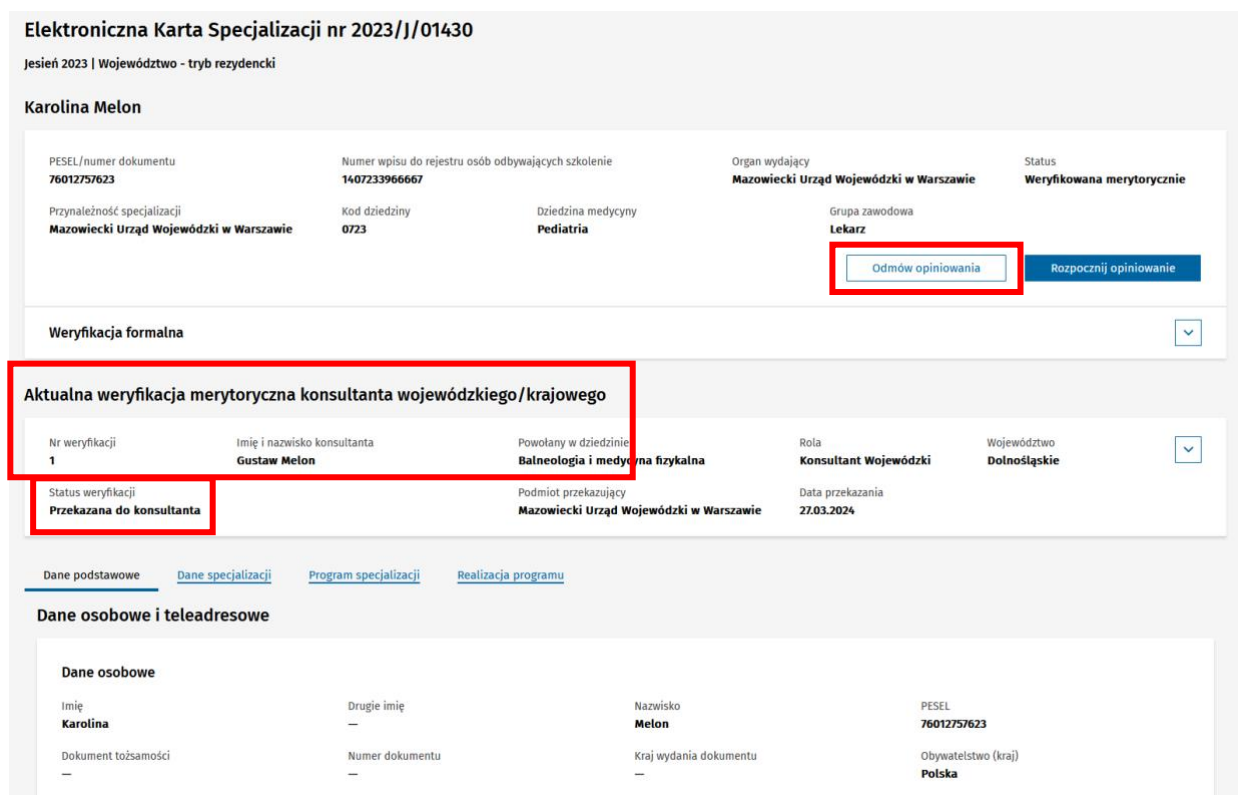 Elektroniczna Karta Specjalizacji nr 2023/J/01430
Jesień 2023 | Województwo - tryb rezydencki
Karolina Melon
PESEL/numer dokumentu Numer wpisu do rejestru osób odbywających szkolenie Organ wydający Status
76012757623 1407233966667 Mazowiecki Urząd Wojewódzki w Warszawie Weryfikowana merytorycznie
Przynależność specjalizacji Kod dziedziny Dziedzina medycyny Grupa zawodowa
Mazowiecki Urząd Wojewódzki w Warszawie 0723 Pediatria Lekarz
Odmów opiniowania Rozpocznij opiniowanie
Weryfikacja formalna
Aktualna weryfikacja merytoryczna konsultanta wojewódzkiego/krajowego
Nr weryfikacji Imię i nazwisko konsultanta Powołany w dziedzinie Rola Województwo
1 Gustaw Melon Balneologia i medycyna fizykalna Konsultant Wojewódzki Dolnośląskie
Status weryfikacji Podmiot przekazujący Data przekazania
Przekazana do konsultanta Mazowiecki Urząd Wojewódzki w Warszawie 27.03.2024
Dane podstawowe Dane specjalizacji Program specjalizacji Realizacja programu
Dane osobowe i teleadresowe
Dane osobowe
Imię Drugie imię Nazwisko PESEL
Karolina — Melon 76012757623
Dokument tożsamości Numer dokumentu Kraj wydania dokumentu Obywatelstwo (kraj)
— — — Polska